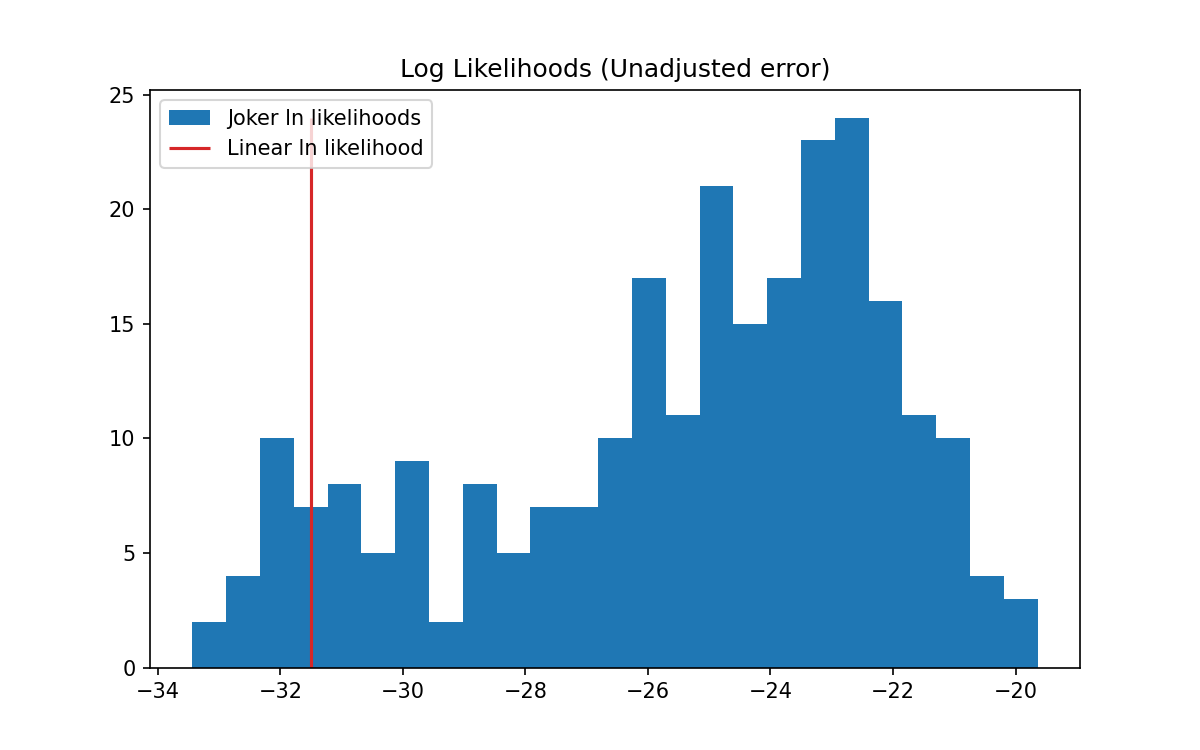 Log Likelihoods (Unadjusted error)
Joker ln likelihoods
Linear ln likelihood
25
20
15
10
5
0
−34 −32 −30 −28 −26 −24 −22 −20